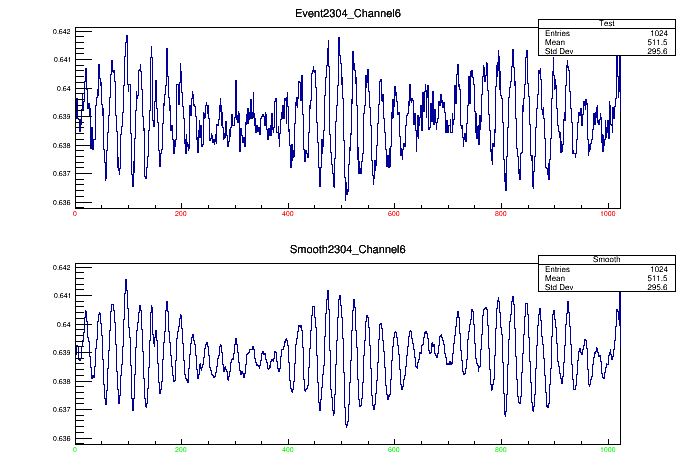 Event2304_Channel6
Test
Entries 1024
Mean 511.5
Std Dev 295.6
0.642
0.641
0.64
0.639
0.638
0.637
0.636
0 200 400 600 800 1000
Smooth2304_Channel6
Smooth
Entries 1024
Mean 511.5
Std Dev 295.6
0.642
0.641
0.64
0.639
0.638
0.637
0.636
0 200 400 600 800 1000